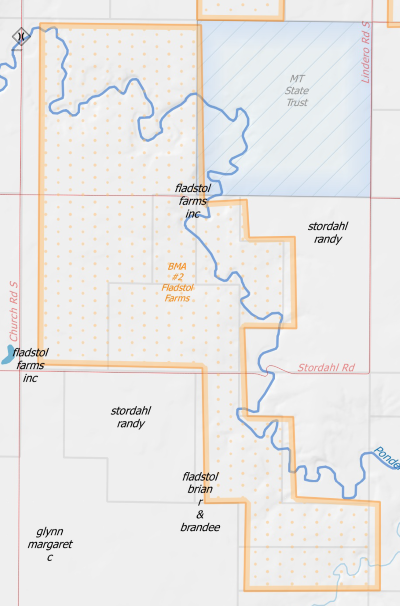 Lindero Rd S
MT
State
Trust
fladstol
farms
inc
stordahl
randy
BMA
#2
Fladstol
Farms
Church Rd S
fladstol
farms
inc
Stordahl Rd
stordahl
randy
Ponde
fladstol
brian
r
&
brandee
glynn
margaret
c